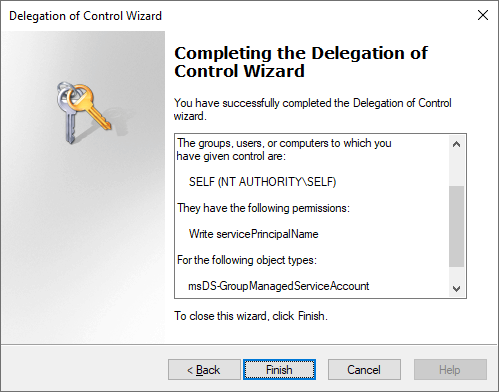 Delegation of Control Wizard
Completing the Delegation of
Control Wizard
You have successfully completed the Delegation of Control
wizard.
The groups, users, or computers to which you
have given control are:
SELF (NT AUTHORITY\SELF)
They have the following permissions:
Write servicePrincipalName
For the following object types:
msDS-GroupManagedServiceAccount
To close this wizard, click Finish.
< Back
Finish
Cancel
Help